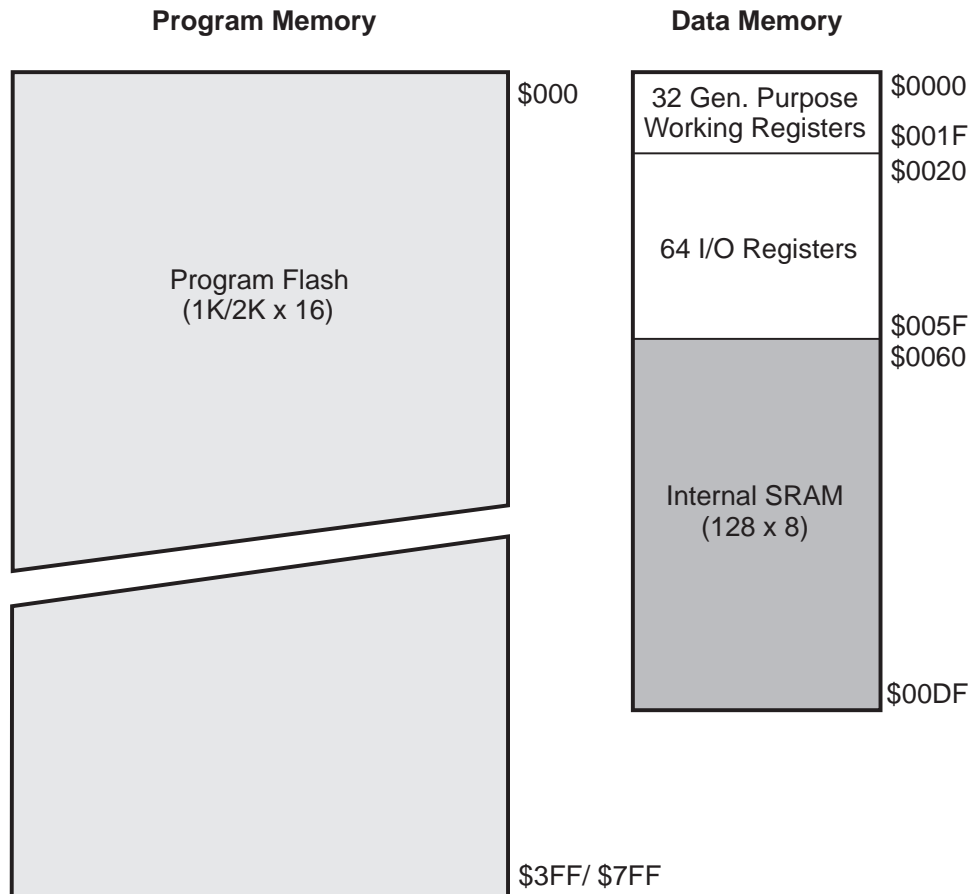 Program Memory
$000
Program Flash
(1K/2K x 16)
$3FF/ $7FF
Data Memory
32 Gen. Purpose
Working Registers
$0000
$001F
$0020
64 I/O Registers
$005F
$0060
Internal SRAM
(128 x 8)
$00DF